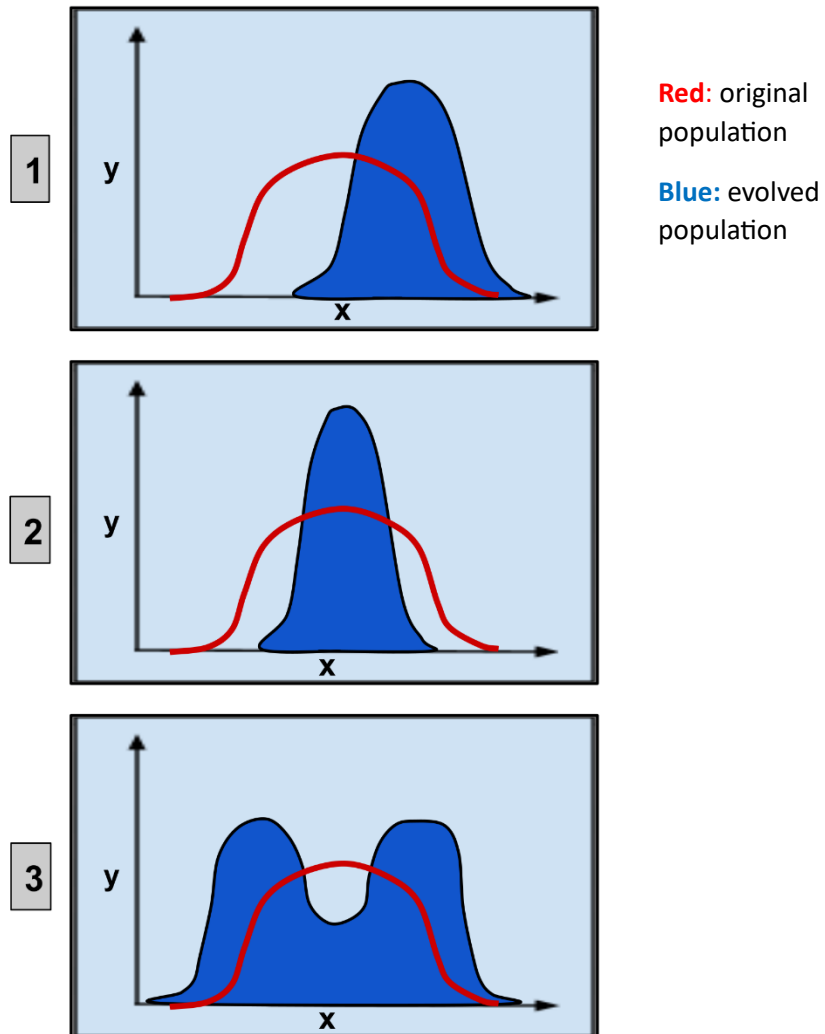 Red: original
population
Blue: evolved
population
1
y
x
2
y
x
3
y
x